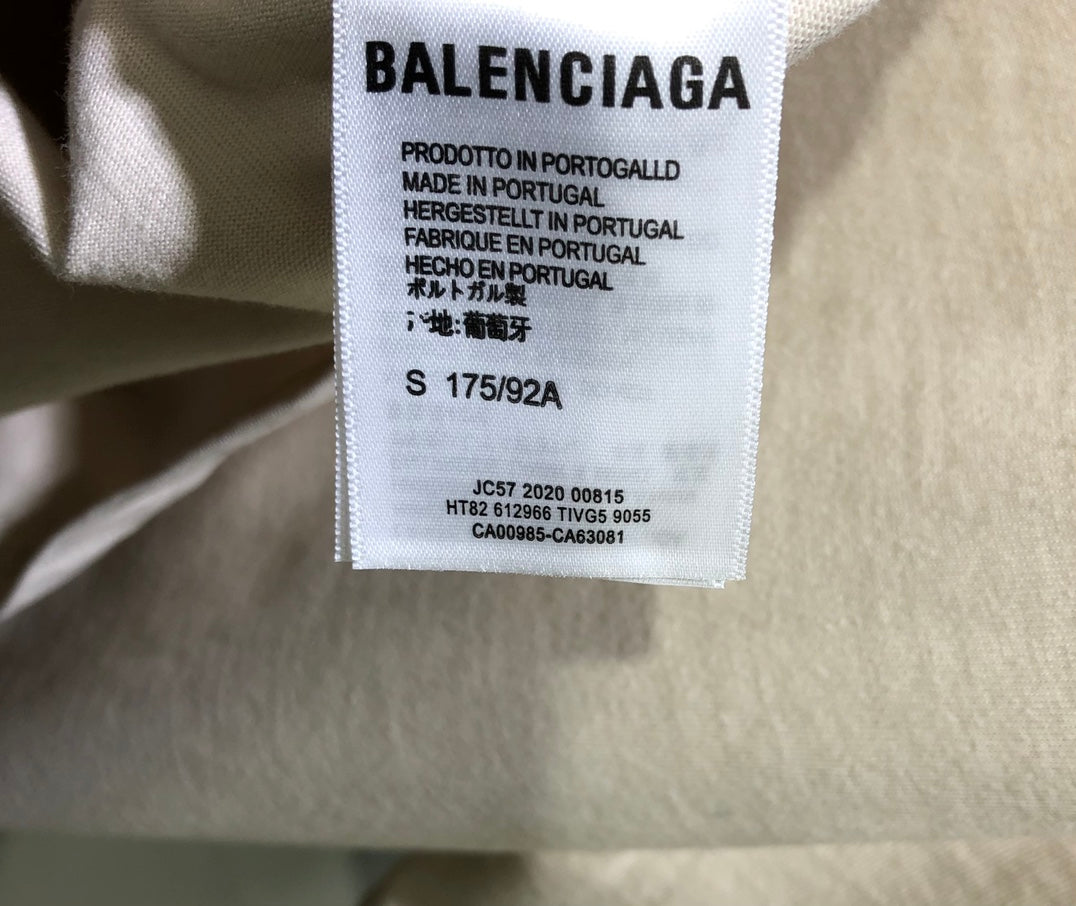 BALENCIAGA
PRODOTTO IN PORTOGALLD
MADE IN PORTUGAL
HERGESTELLT IN PORTUGAL
FABRIQUE EN PORTUGAL
HECHO EN PORTUGAL
ポルトガル製
地:葡萄牙
S 175/92A
JC57 2020 00815
HT82 612966 TIVG5 9055
CA00985-CA63081